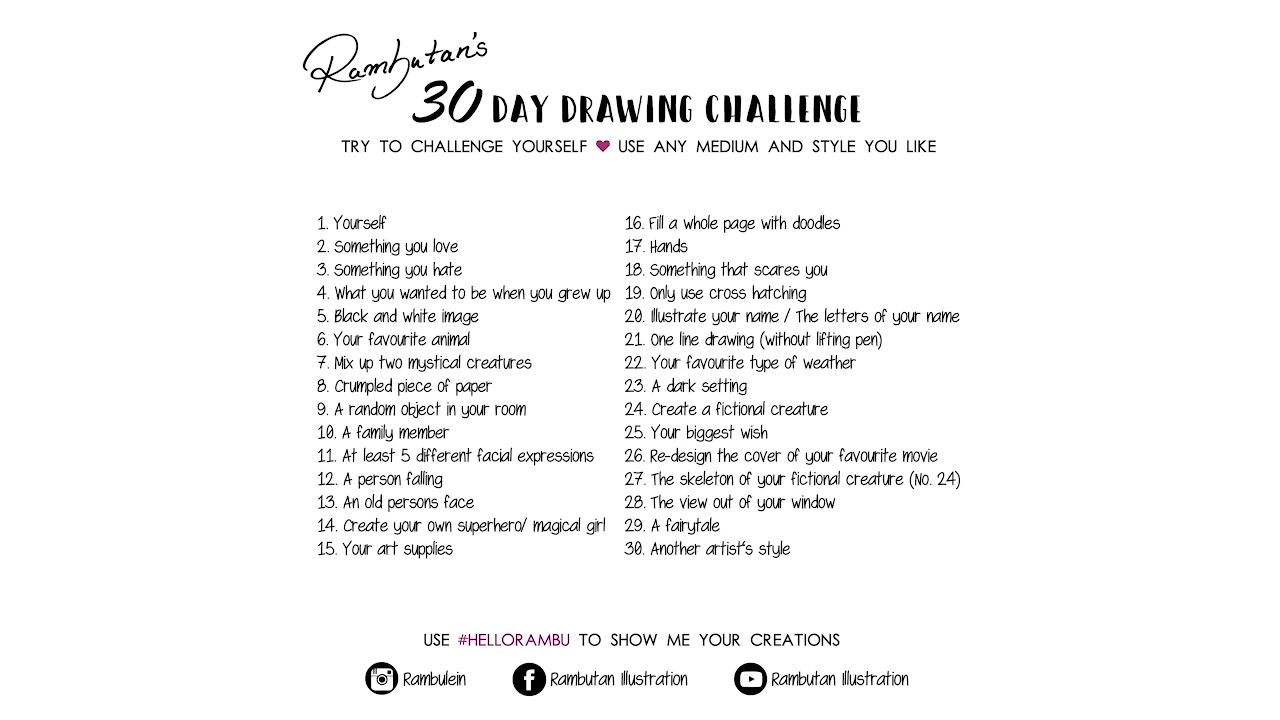 Rambutan's
30 DAY DRAWING CHALLENGE
TRY TO CHALLENGE YOURSELF ♥ USE ANY MEDIUM AND STYLE YOU LIKE
1. Yourself
2. Something you love
3. Something you hate
4. What you wanted to be when you grew up
5. Black and white image
6. Your favourite animal
7. Mix up two mystical creatures
8. Crumpled piece of paper
9. A random object in your room
10. A family member
11. At least 5 different facial expressions
12. A person falling
13. An old persons face
14. Create your own superhero/ magical girl
15. Your art supplies
16. Fill a whole page with doodles
17. Hands
18. Something that scares you
19. Only use cross hatching
20. Illustrate your name / The letters of your name
21. One line drawing (without lifting pen)
22. Your favourite type of weather
23. A dark setting
24. Create a fictional creature
25. Your biggest wish
26. Re-design the cover of your favourite movie
27. The skeleton of your fictional creature (No. 24)
28. The view out of your window
29. A fairytale
30. Another artist's style
USE #HELLORAMBU TO SHOW ME YOUR CREATIONS
Rambulein
Rambutan Illustration
Rambutan Illustration